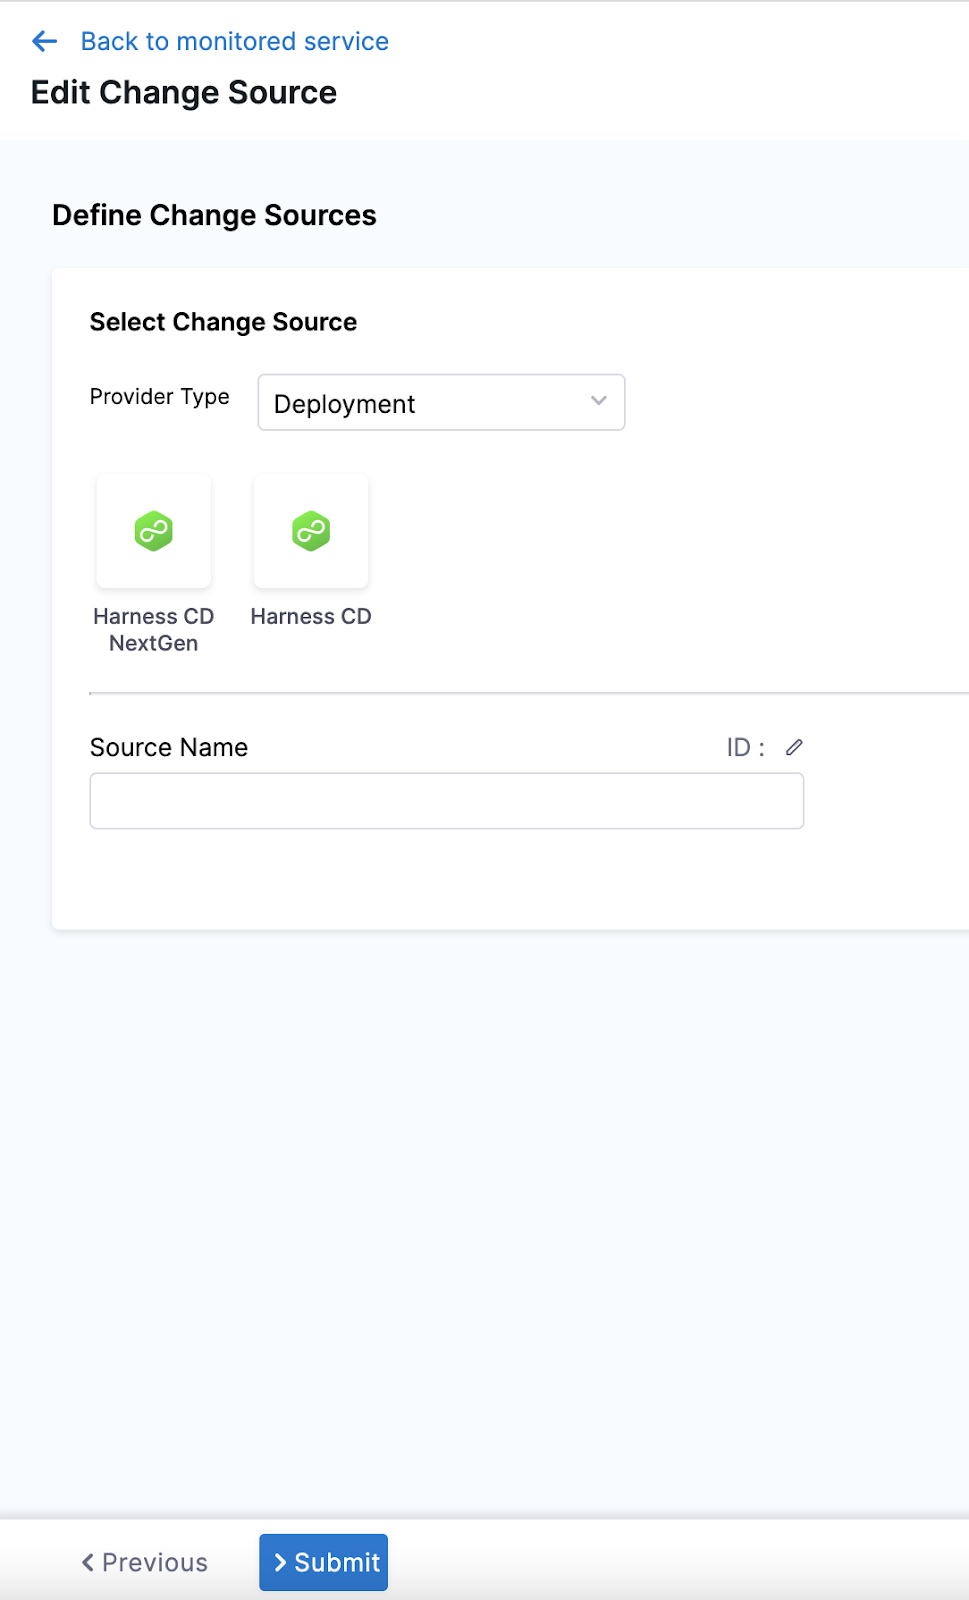 Back to monitored service
Edit Change Source
Define Change Sources
Select Change Source
Provider Type
Deployment
Harness CD NextGen
Harness CD
Source Name
ID :
Previous
Submit